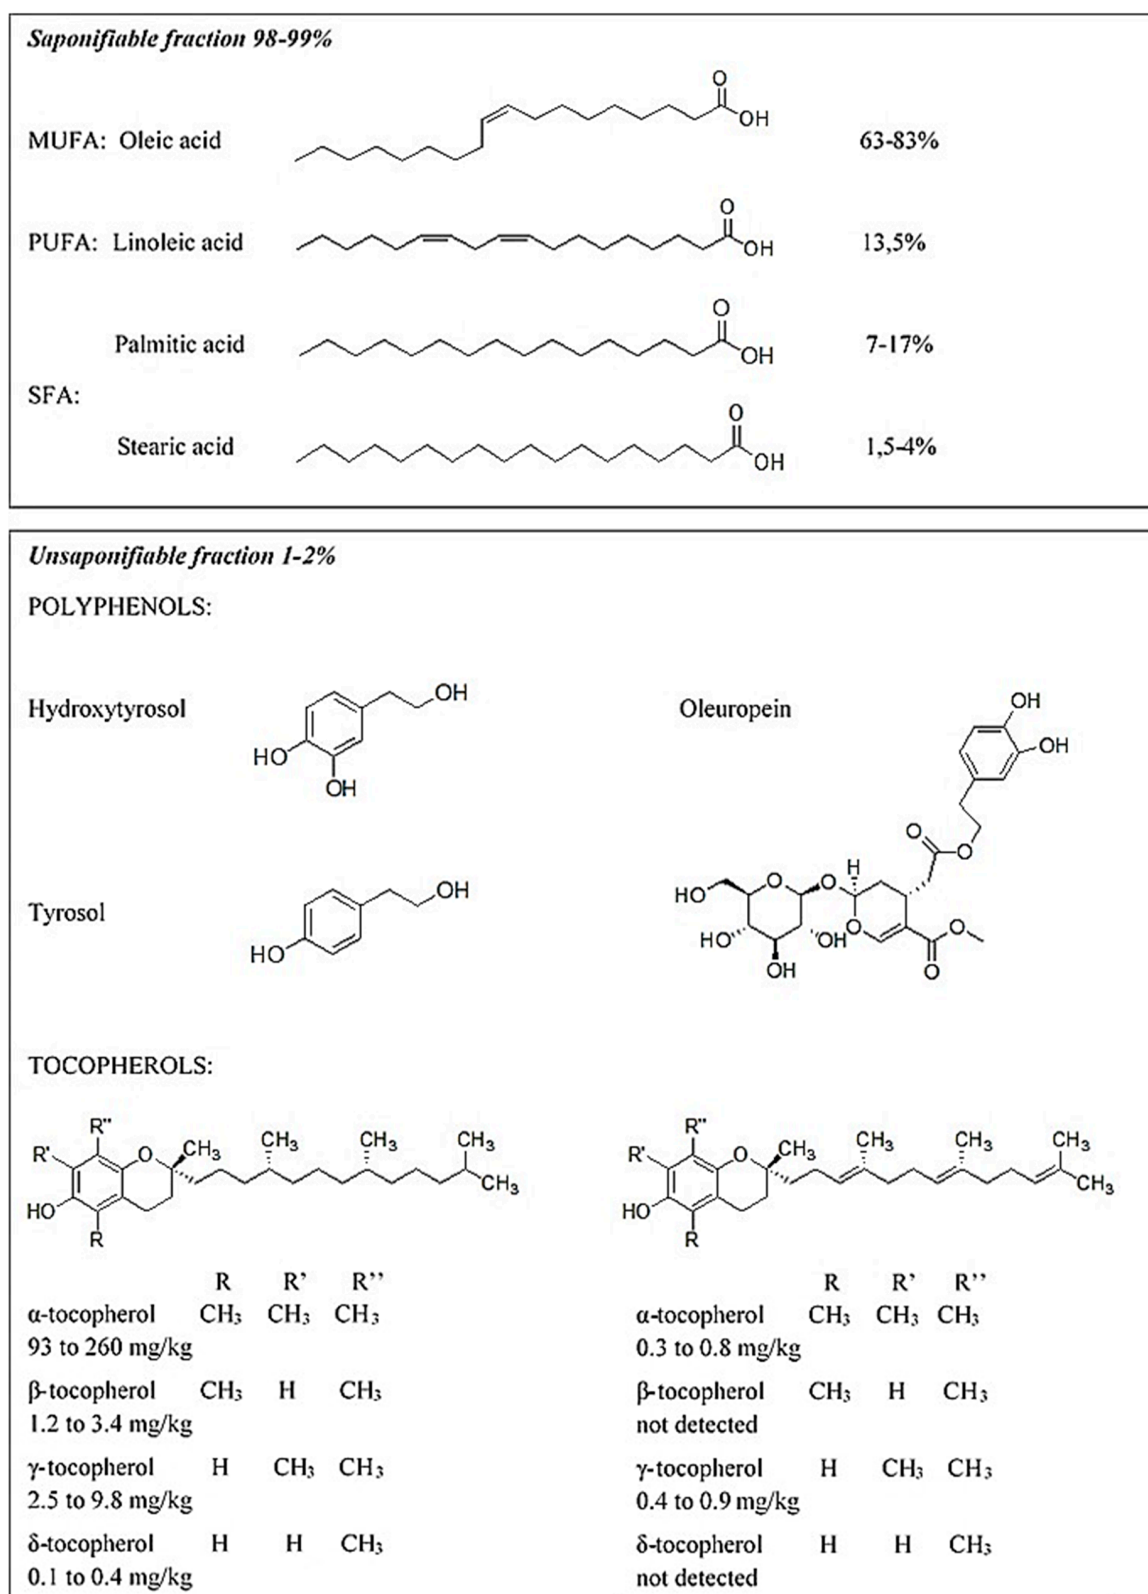 Saponifiable fraction 98-99%
MUFA: Oleic acid
O
OH
63-83%
PUFA: Linoleic acid
O
OH
13,5%
Palmitic acid
O
OH
7-17%
SFA:
Stearic acid
O
OH
1,5-4%
Unsaponifiable fraction 1-2%
POLYPHENOLS:
Hydroxytyrosol
OH
HO
OH
Oleuropein
OH
OH
O
O
H
O
O
HO
HO
OH
OH
O
O
O
Tyrosol
OH
HO
TOCOPHEROLS:
R''
R'
O
CH₃
CH₃
CH₃
CH₃
CH₃
HO
R
R''
R'
O
CH₃
CH₃
CH₃
CH₃
CH₃
HO
R
R R' R''
α-tocopherol CH₃ CH₃ CH₃
93 to 260 mg/kg
β-tocopherol CH₃ H CH₃
1.2 to 3.4 mg/kg
γ-tocopherol H CH₃ CH₃
2.5 to 9.8 mg/kg
δ-tocopherol H H CH₃
0.1 to 0.4 mg/kg
R R' R''
α-tocopherol CH₃ CH₃ CH₃
0.3 to 0.8 mg/kg
β-tocopherol CH₃ H CH₃
not detected
γ-tocopherol H CH₃ CH₃
0.4 to 0.9 mg/kg
δ-tocopherol H H CH₃
not detected